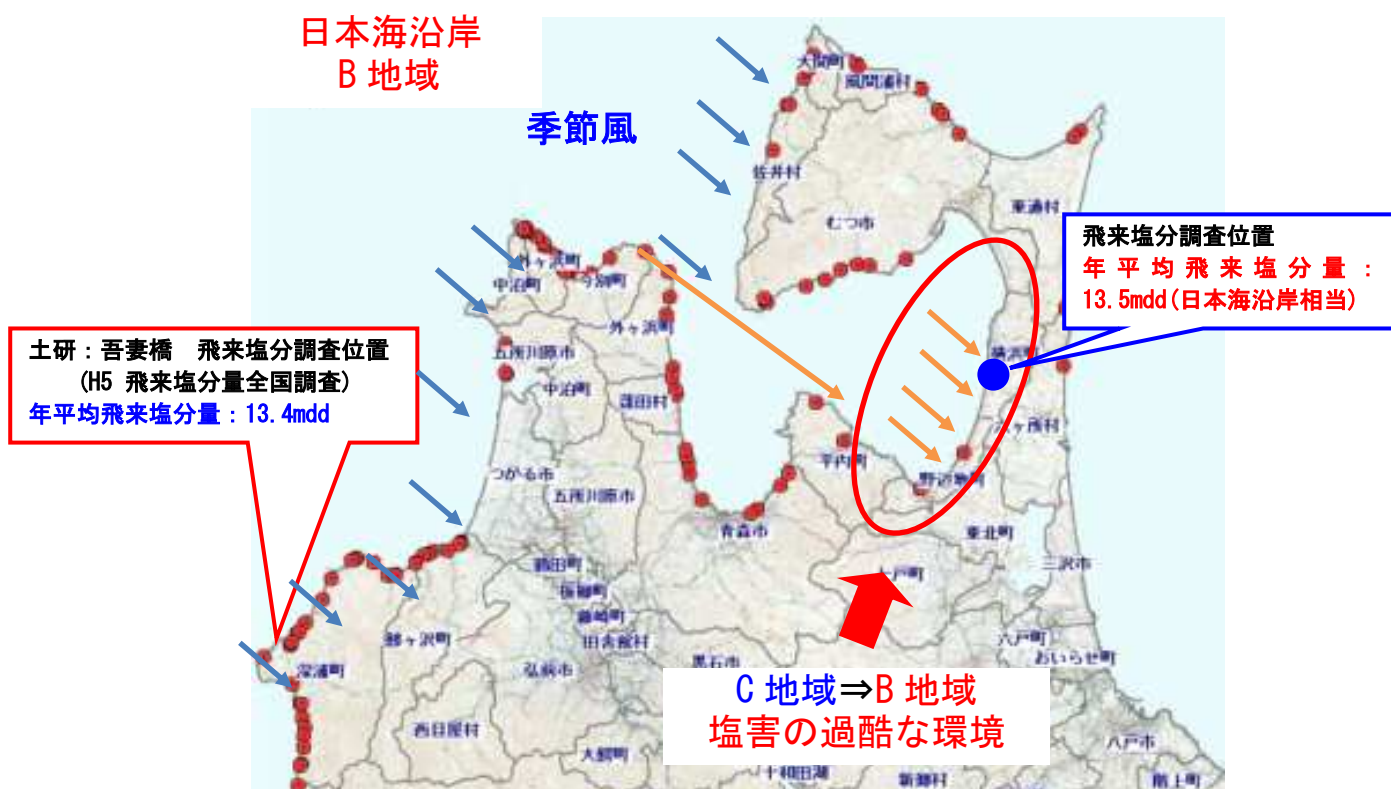 日本海沿岸
B 地域
季節風
大間町
風間浦村
佐井村
むつ市
東通村
飛来塩分調査位置
年平均飛来塩分量:
13.5mdd(日本海沿岸相当)
外ヶ浜町
中泊町
今別町
外ヶ浜町
土研:吾妻橋 飛来塩分調査位置
(H5 飛来塩分量全国調査)
年平均飛来塩分量:13.4mdd
五所川原市
中泊町
蓬田村
横浜町
六ヶ所村
平内町
野辺地町
つがる市
五所川原市
青森市
東北町
七戸町
三沢市
鶴田町
板柳町
藤崎町
田舎館村
黒石市
六戸町
おいらせ町
鰺ヶ沢町
深浦町
弘前市
C 地域⇒B 地域
塩害の過酷な環境
西目屋村
大鰐町
十和田湖
新郷村
八戸市
階上町